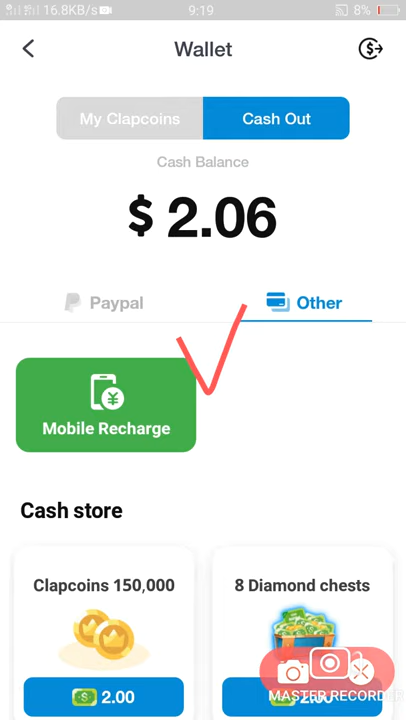 16.8KB/s 9:19 8%
Wallet
My Clapcoins Cash Out
Cash Balance
$ 2.06
Paypal Other
Mobile Recharge
Cash store
Clapcoins 150,000 8 Diamond chests
2.00
MASTER RECORDER